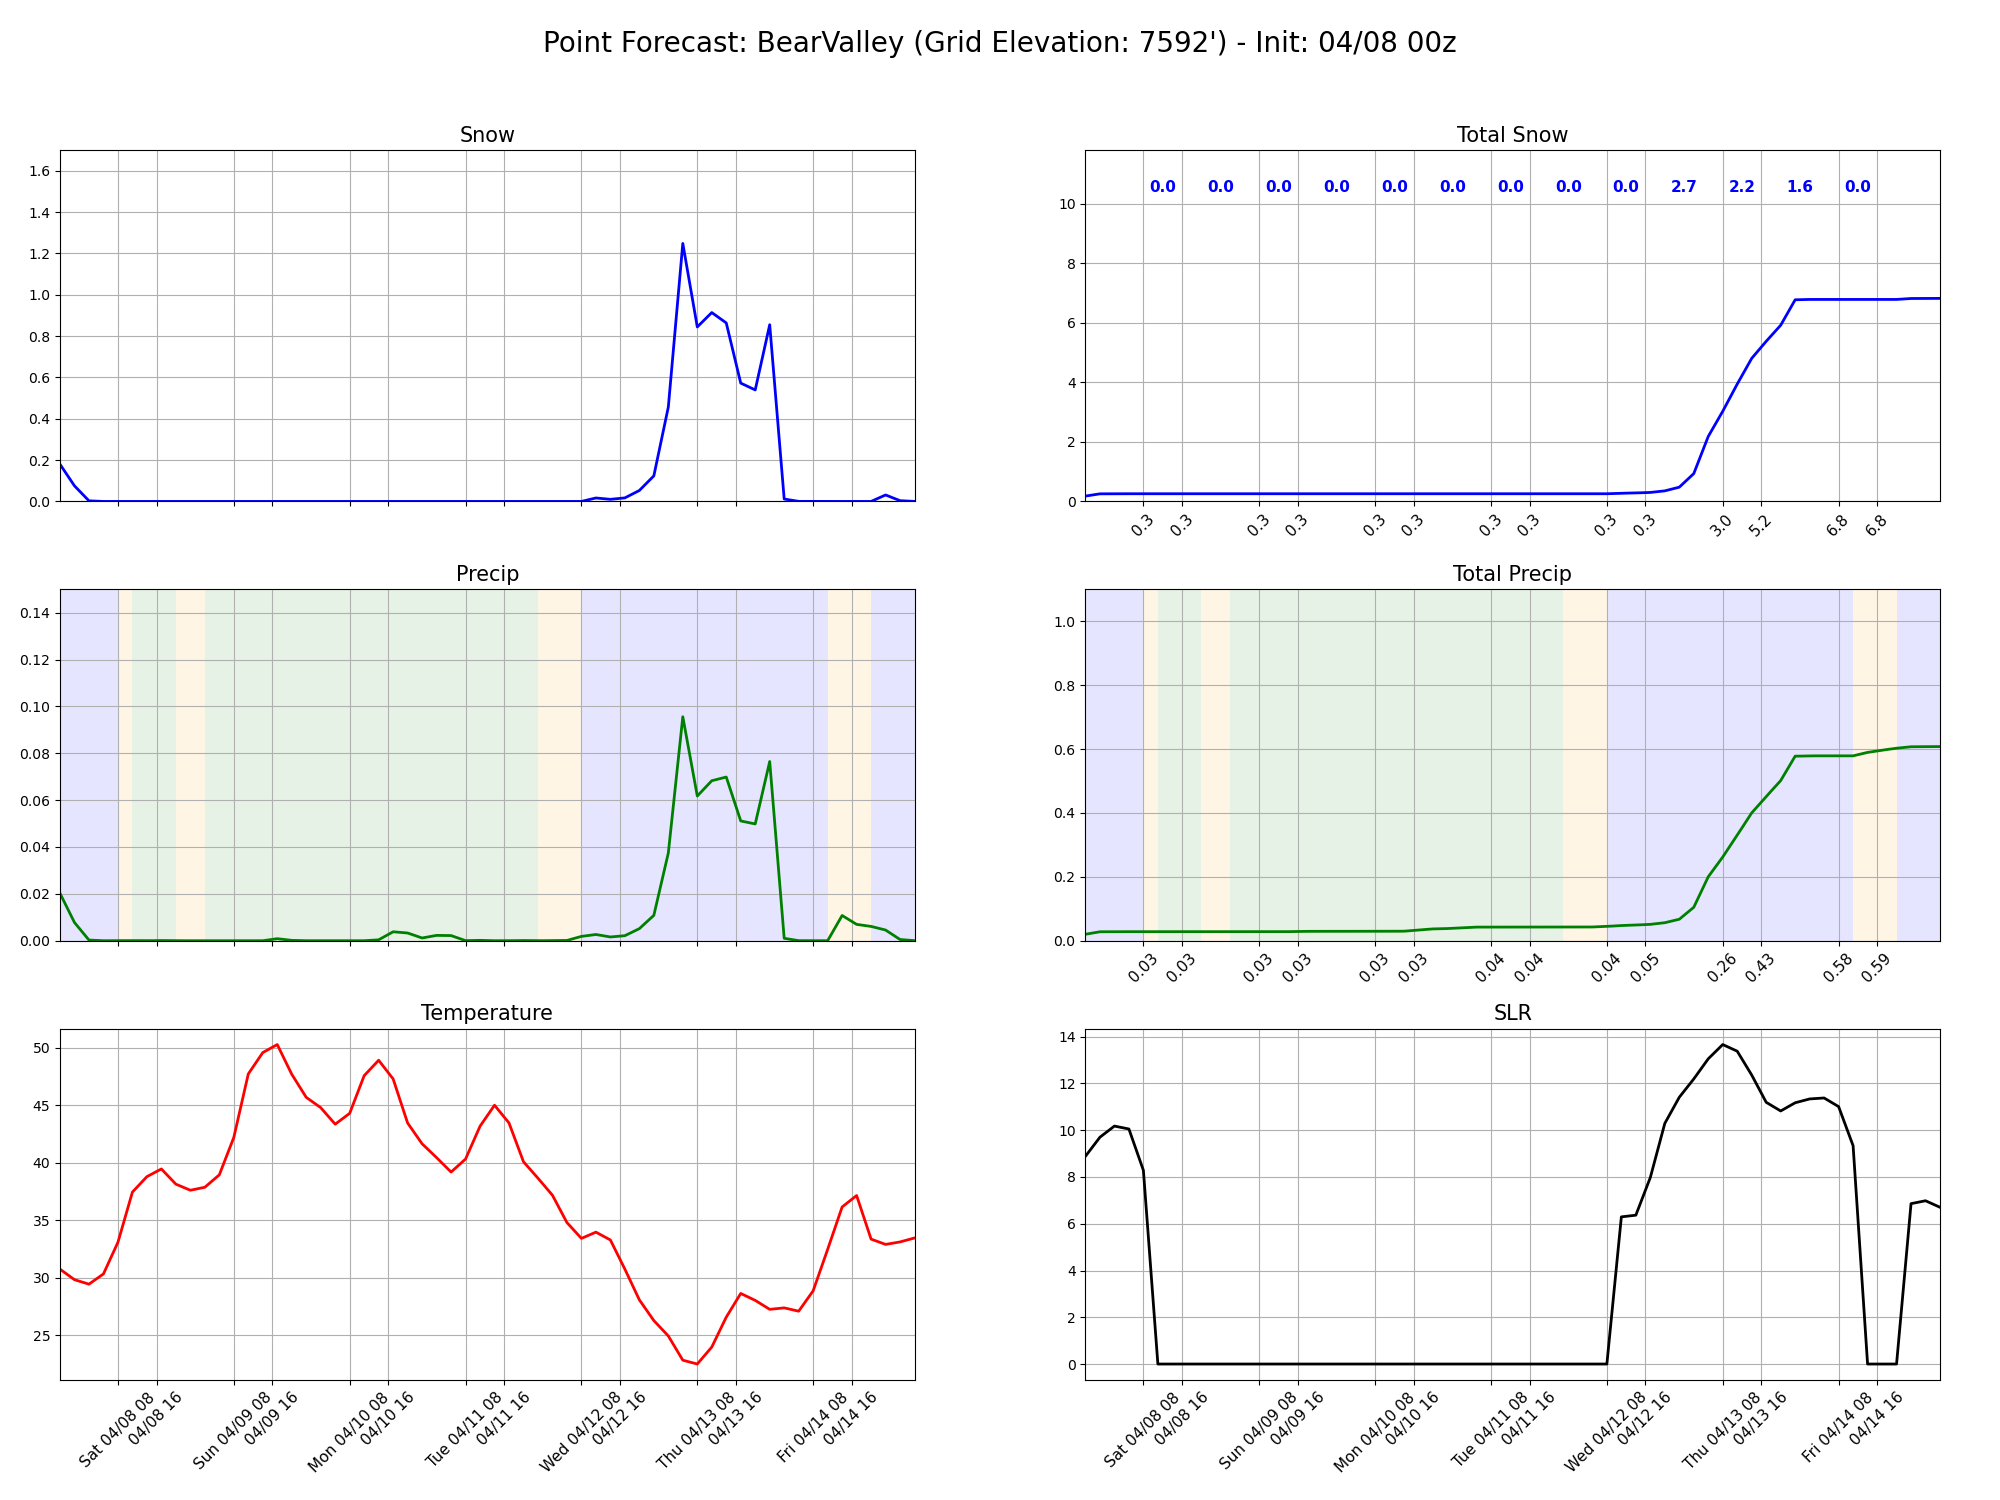 Point Forecast: BearValley (Grid Elevation: 7592') - Init: 04/08 00z
Snow
1.6
1.4
1.2
1.0
0.8
0.6
0.4
0.2
0.0
Total Snow
0.0 0.0 0.0 0.0 0.0 0.0 0.0 0.0 0.0 2.7 2.2 1.6 0.0
10
8
6
4
2
0
0.3 0.3 0.3 0.3 0.3 0.3 0.3 0.3 0.3 0.3 3.0 5.2 6.8 6.8
Precip
0.14
0.12
0.10
0.08
0.06
0.04
0.02
0.00
Total Precip
1.0
0.8
0.6
0.4
0.2
0.0
0.03 0.03 0.03 0.03 0.03 0.03 0.04 0.04 0.04 0.05 0.26 0.43 0.58 0.59
Temperature
50
45
40
35
30
25
Sat 04/08 08
04/08 16
Sun 04/09 08
04/09 16
Mon 04/10 08
04/10 16
Tue 04/11 08
04/11 16
Wed 04/12 08
04/12 16
Thu 04/13 08
04/13 16
Fri 04/14 08
04/14 16
SLR
14
12
10
8
6
4
2
0
Sat 04/08 08
04/08 16
Sun 04/09 08
04/09 16
Mon 04/10 08
04/10 16
Tue 04/11 08
04/11 16
Wed 04/12 08
04/12 16
Thu 04/13 08
04/13 16
Fri 04/14 08
04/14 16